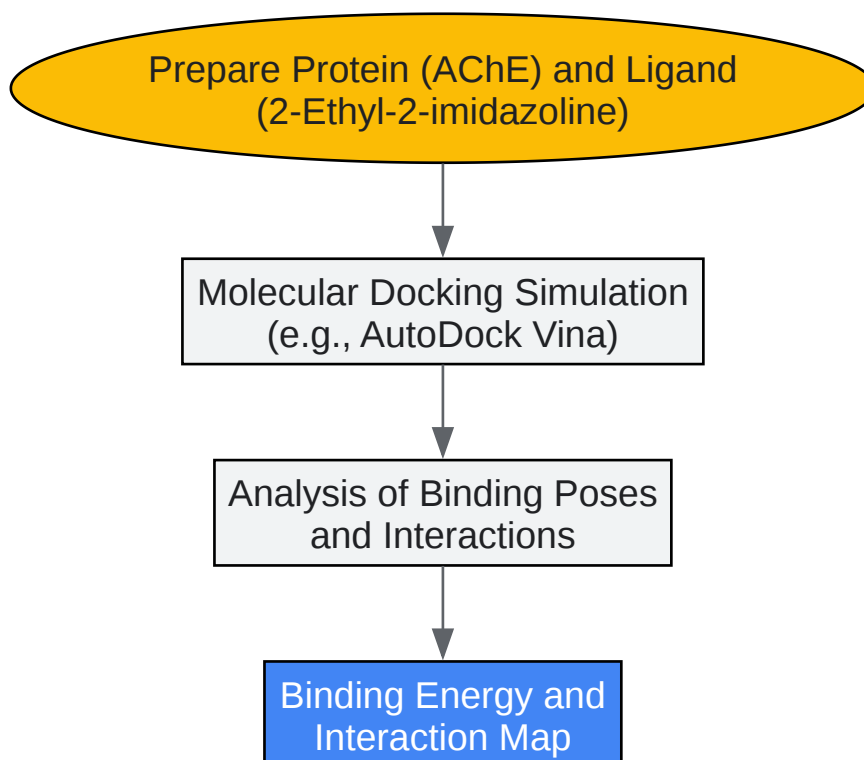 Prepare Protein (AChE) and Ligand
(2-Ethyl-2-imidazoline)
Molecular Docking Simulation
(e.g., AutoDock Vina)
Analysis of Binding Poses
and Interactions
Binding Energy and
Interaction Map